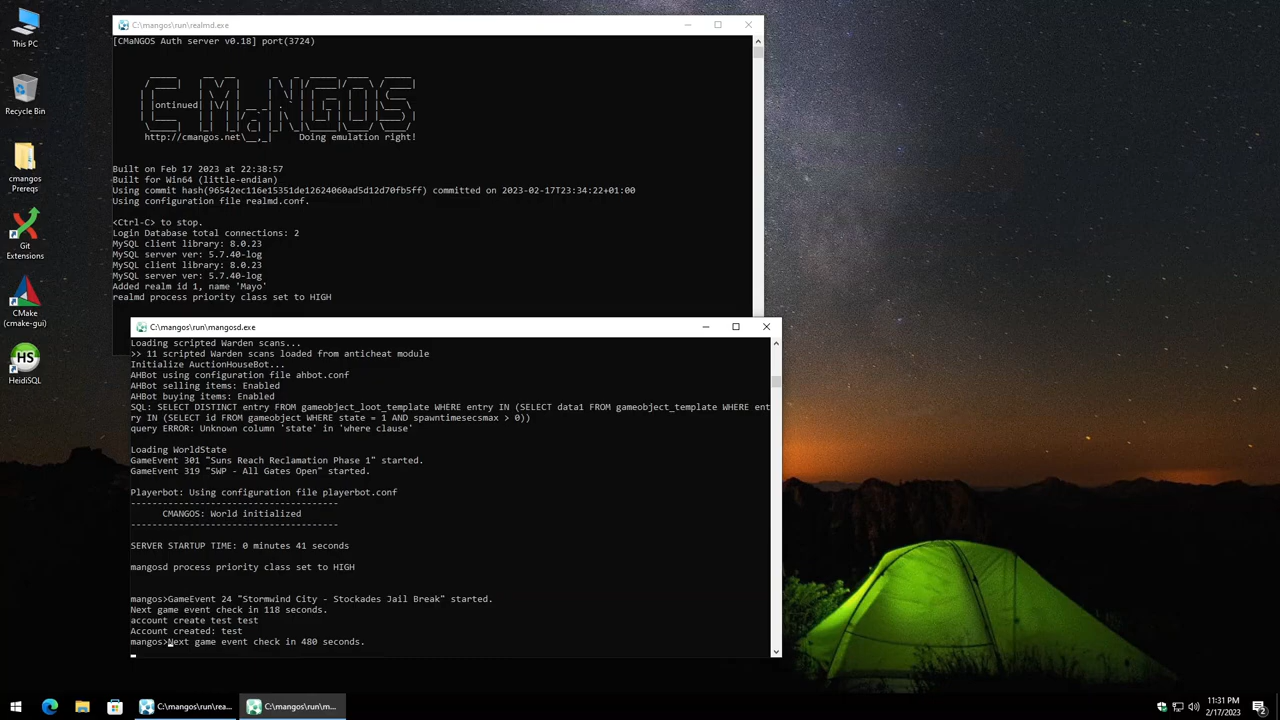 This PC
Recycle Bin
cmangos
_Prereqs
Git
Extensions
CMake
(cmake-gui)
HeidiSQL
C:\mangos\run\realmd.exe
[CMaNGOS Auth server v0.18] port(3724)
ontinued
http://cmangos.net
Doing emulation right!
Built on Feb 17 2023 at 22:38:57
Built for Win64 (little-endian)
Using commit hash(96542ec116e15351de12624060ad5d12d70fb5ff) committed on 2023-02-17T23:34:22+01:00
Using configuration file realmd.conf.
<Ctrl-C> to stop.
Login Database total connections: 2
MySQL client library: 8.0.23
MySQL server ver: 5.7.40-log
MySQL client library: 8.0.23
MySQL server ver: 5.7.40-log
Added realm id 1, name 'Mayo'
realmd process priority class set to HIGH
C:\mangos\run\mangosd.exe
Loading scripted Warden scans...
>> 11 scripted Warden scans loaded from anticheat module
Initialize AuctionHouseBot...
AHBot using configuration file ahbot.conf
AHBot selling items: Enabled
AHBot buying items: Enabled
SQL: SELECT DISTINCT entry FROM gameobject_loot_template WHERE entry IN (SELECT data1 FROM gameobject_template WHERE ent
ry IN (SELECT id FROM gameobject WHERE state = 1 AND spawntimesecsmax > 0))
query ERROR: Unknown column 'state' in 'where clause'
Loading WorldState
GameEvent 301 "Suns Reach Reclamation Phase 1" started.
GameEvent 319 "SWP - All Gates Open" started.
Playerbot: Using configuration file playerbot.conf
---------------------------------------
CMANGOS: World initialized
---------------------------------------
SERVER STARTUP TIME: 0 minutes 41 seconds
mangosd process priority class set to HIGH
mangos>GameEvent 24 "Stormwind City - Stockades Jail Break" started.
Next game event check in 118 seconds.
account create test test
Account created: test
mangos>Next game event check in 480 seconds.
HS
C:\mangos\run\rea...
C:\mangos\run\m...
11:31 PM
2/17/2023
2